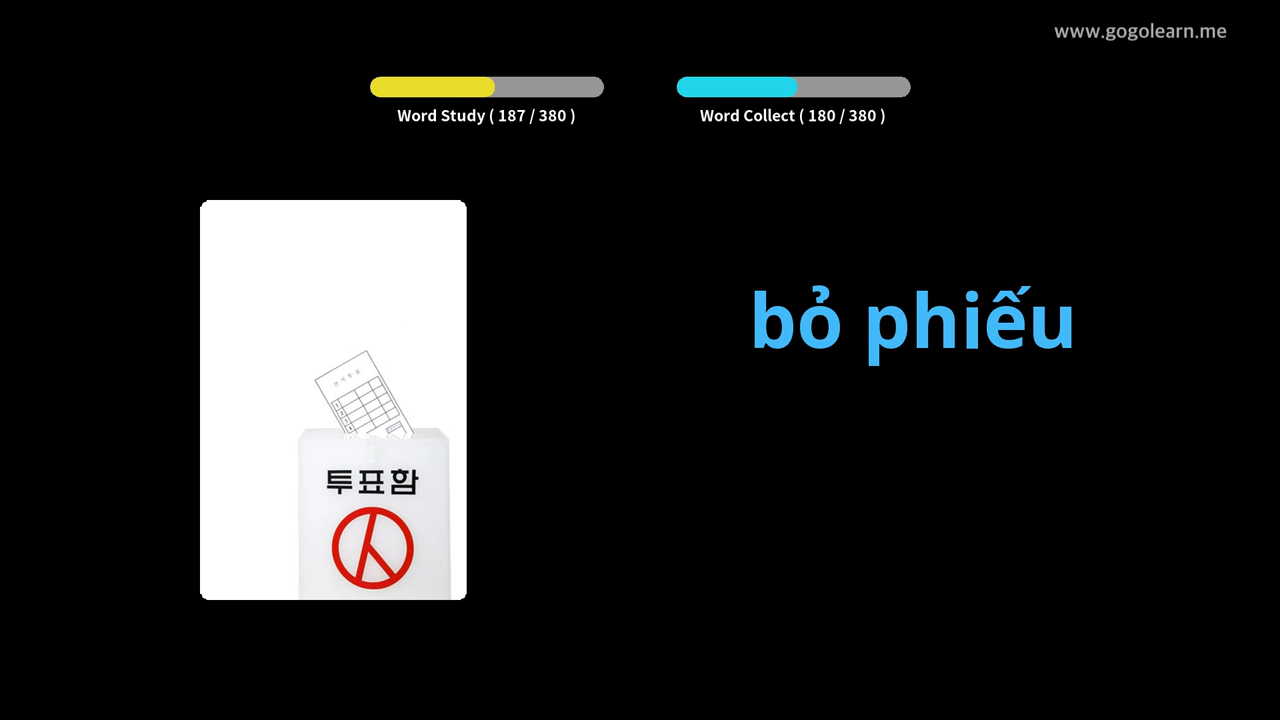 www.gogolearn.me
Word Study ( 187 / 380 )
Word Collect ( 180 / 380 )
bỏ phiếu
투표함